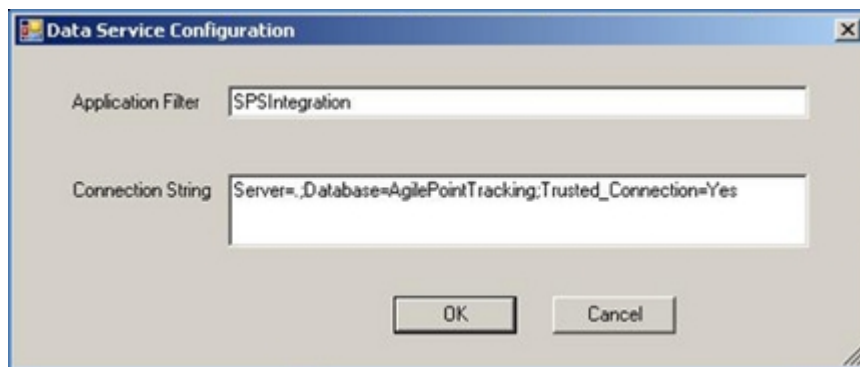 Data Service Configuration
Application Filter SPSIntegration
Connection String Server=.;Database=AgilePointTracking;Trusted_Connection=Yes
OK Cancel